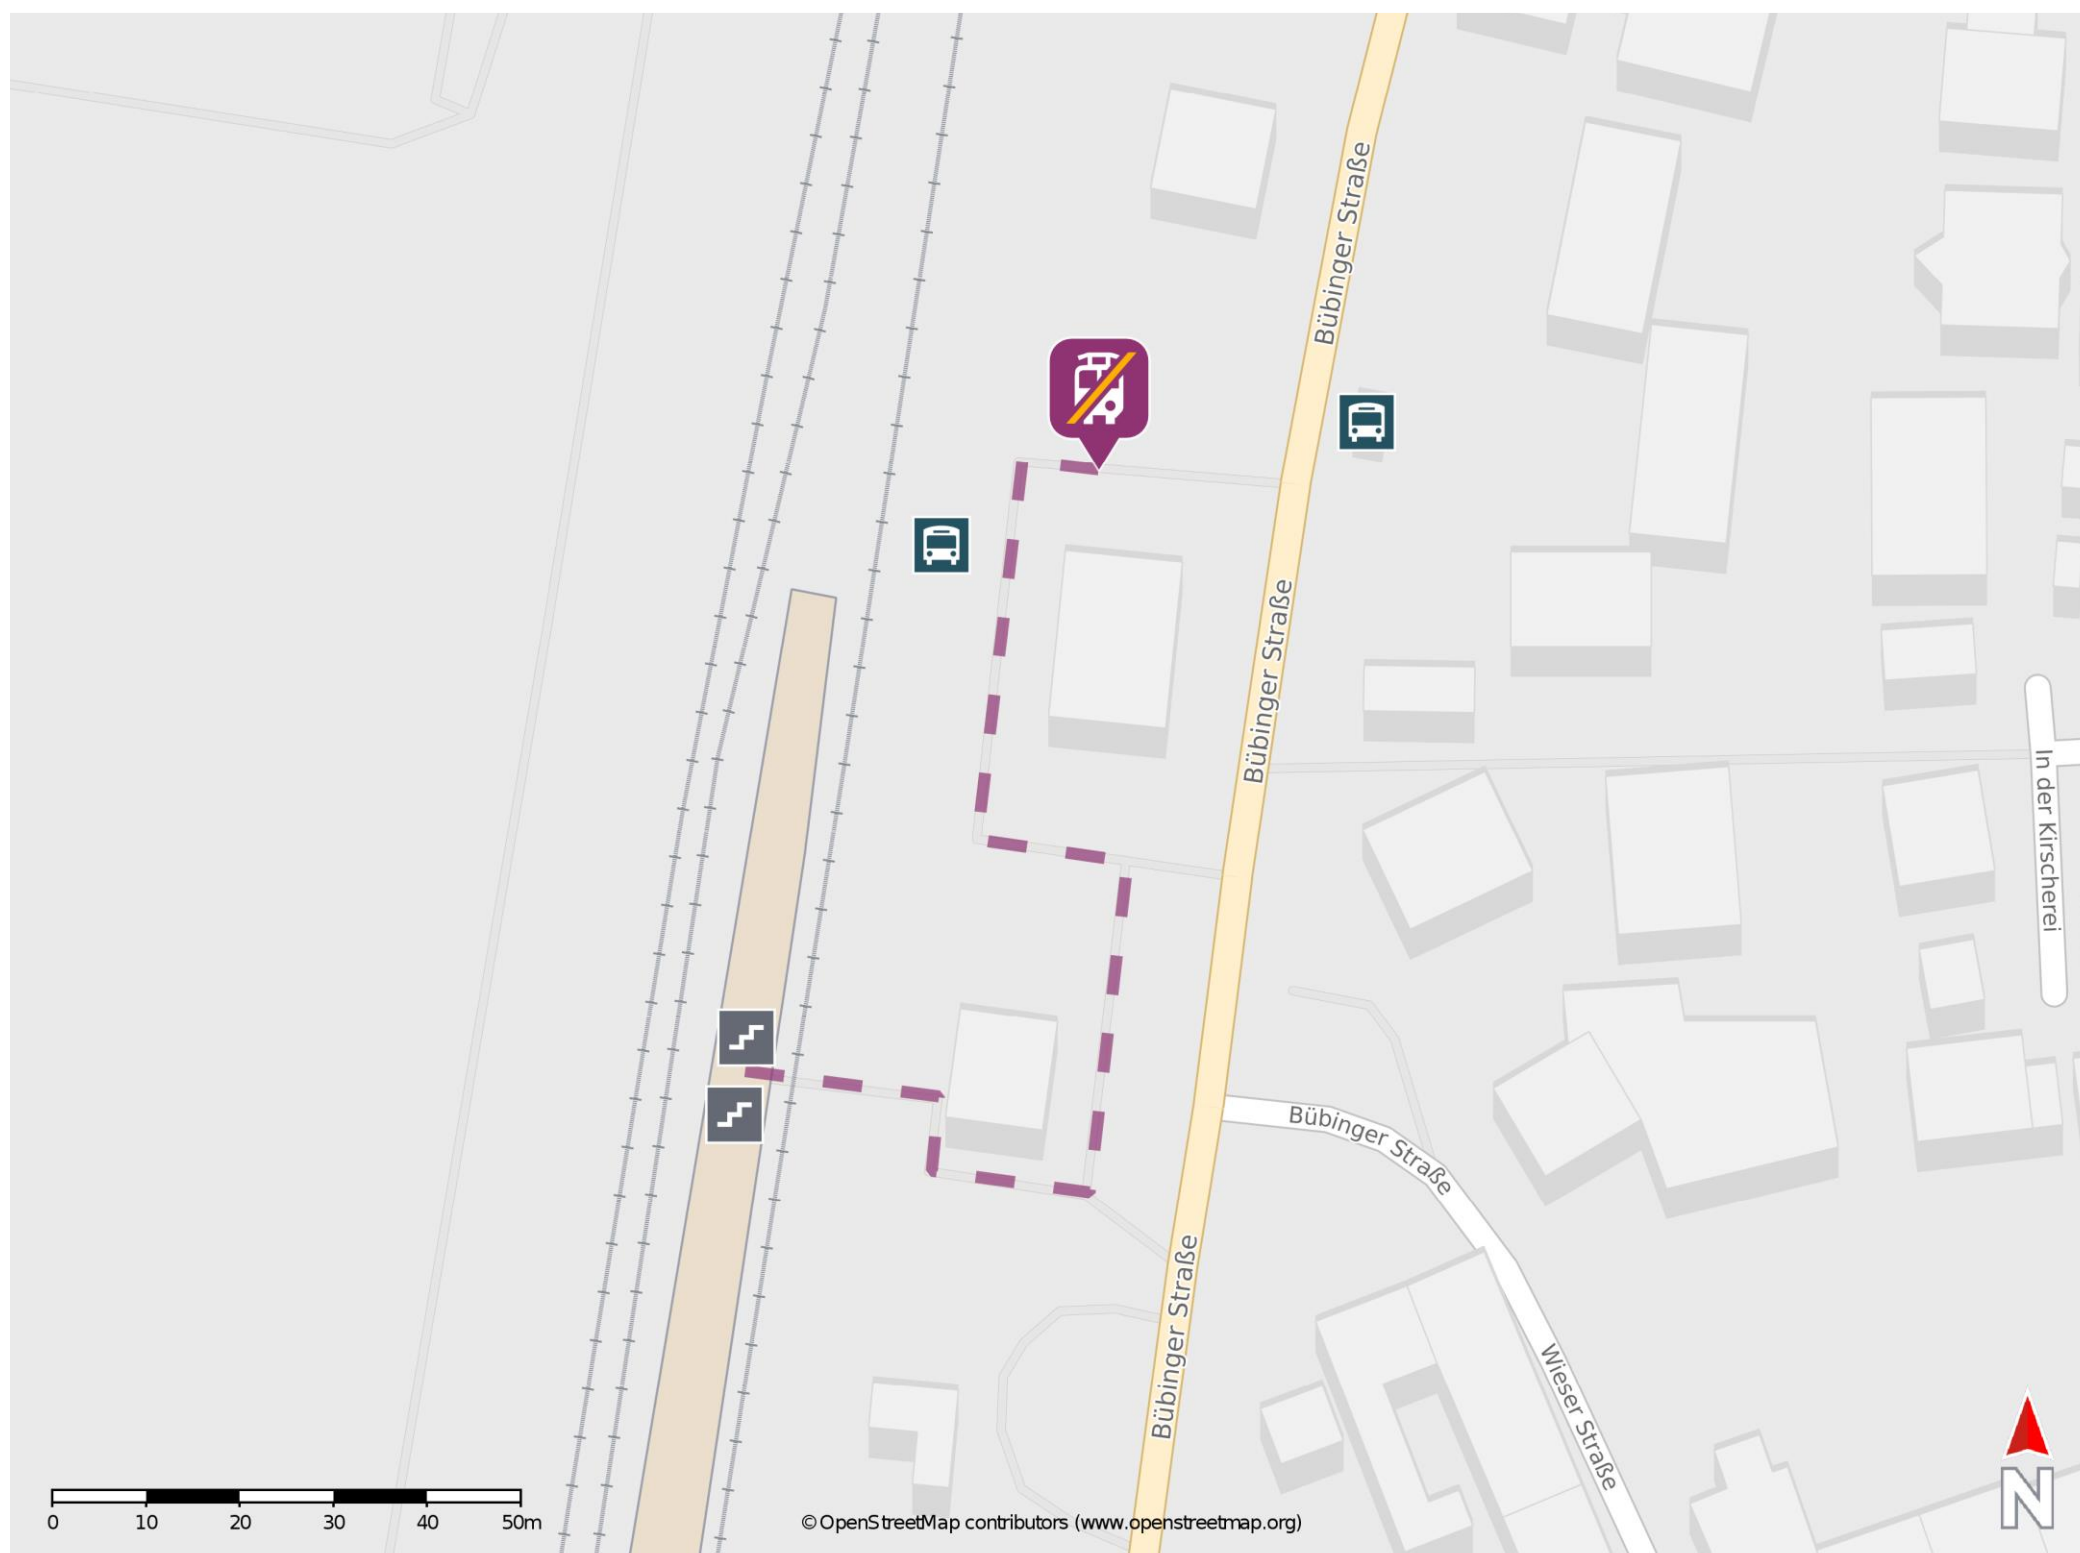 Bübinger Straße
Bübinger Straße
In der Kirscherei
Bübinger Straße
Bübinger Straße
Wieser Straße
0 10 20 30 40 50m
© OpenStreetMap contributors (www.openstreetmap.org)
N